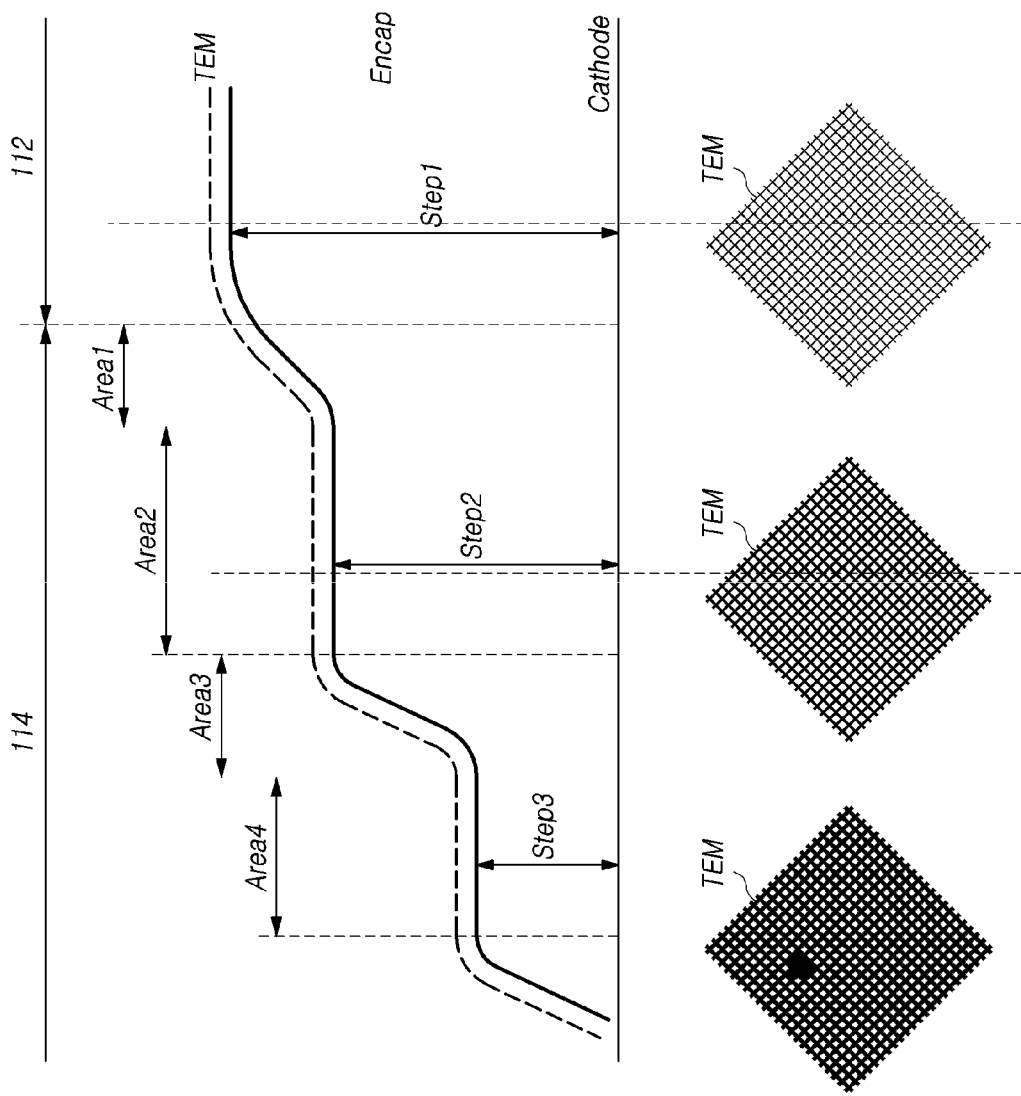 112
114
TEM
Encap
Cathode
Area1
Area2
Area3
Area4
Step1
Step2
Step3
TEM
TEM
TEM